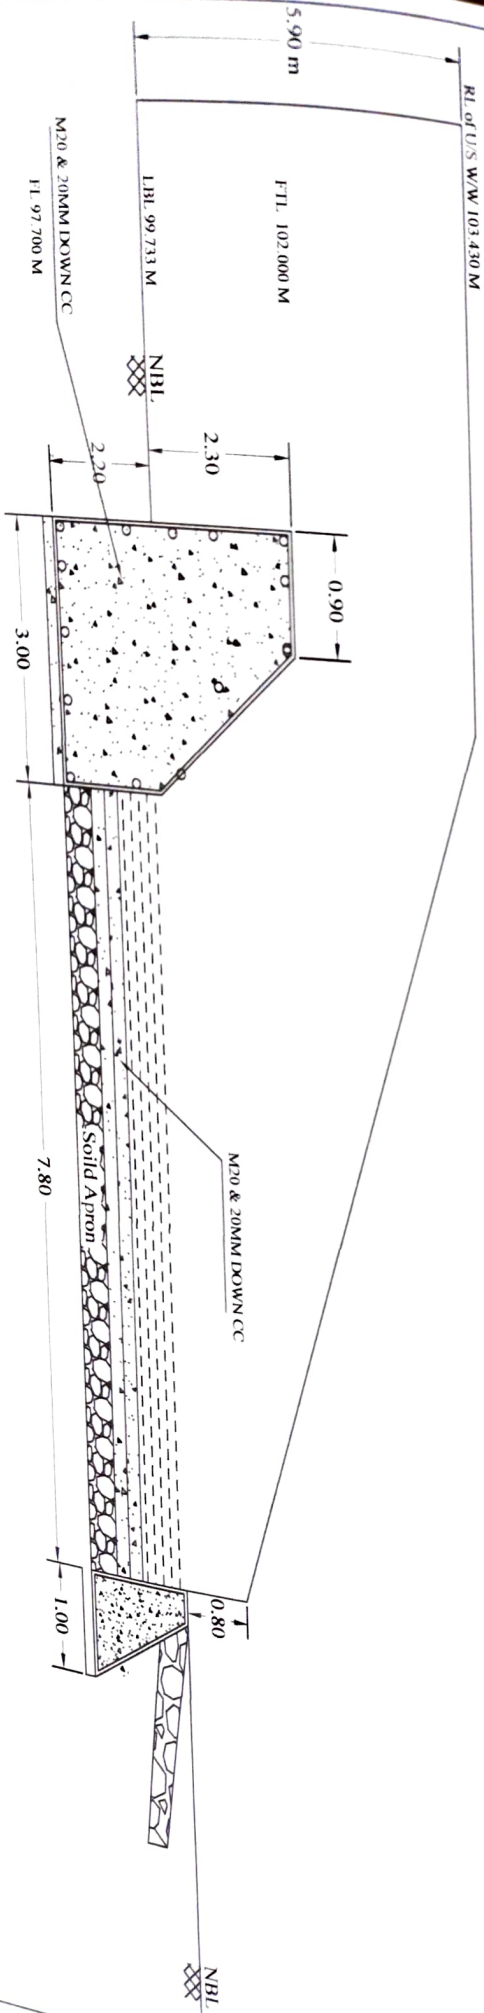 RL of U/S W/W 103.430 M
5.90 m
FTL 102.000 M
LBL 99.733 M
NBL
2.30
0.90
M20 & 20MM DOWN CC
FL 97.700 M
2.20
3.00
M20 & 20MM DOWN CC
Soild Apron
7.80
0.80
1.00
NBL